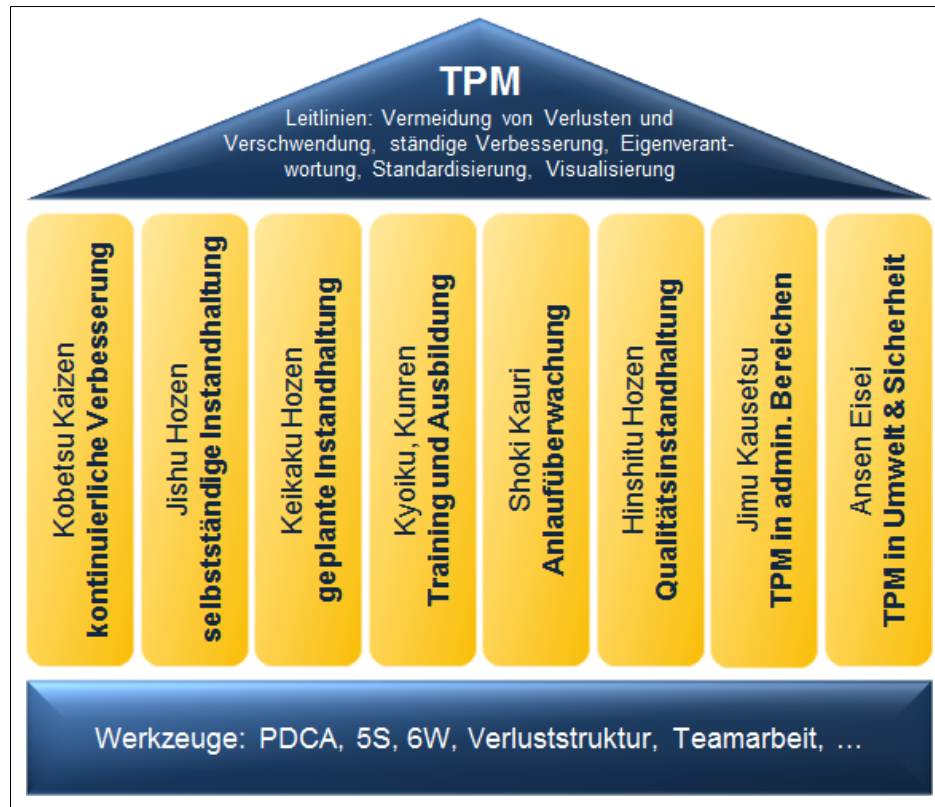 TPM
Leitlinien: Vermeidung von Verlusten und
Verschwendung, ständige Verbesserung, Eigenverant-
wortung, Standardisierung, Visualisierung
Kobetsu Kaizen
kontinuierliche Verbesserung
Jishu Hozen
selbstständige Instandhaltung
Keikaku Hozen
geplante Instandhaltung
Kyoiku, Kunren
Training und Ausbildung
Shoki Kauri
Anlaufüberwachung
Hinshitu Hozen
Qualitätsinstandhaltung
Jimu Kausetsu
TPM in admin. Bereichen
Ansen Eisei
TPM in Umwelt & Sicherheit
Werkzeuge: PDCA, 5S, 6W, Verluststruktur, Teamarbeit, ...